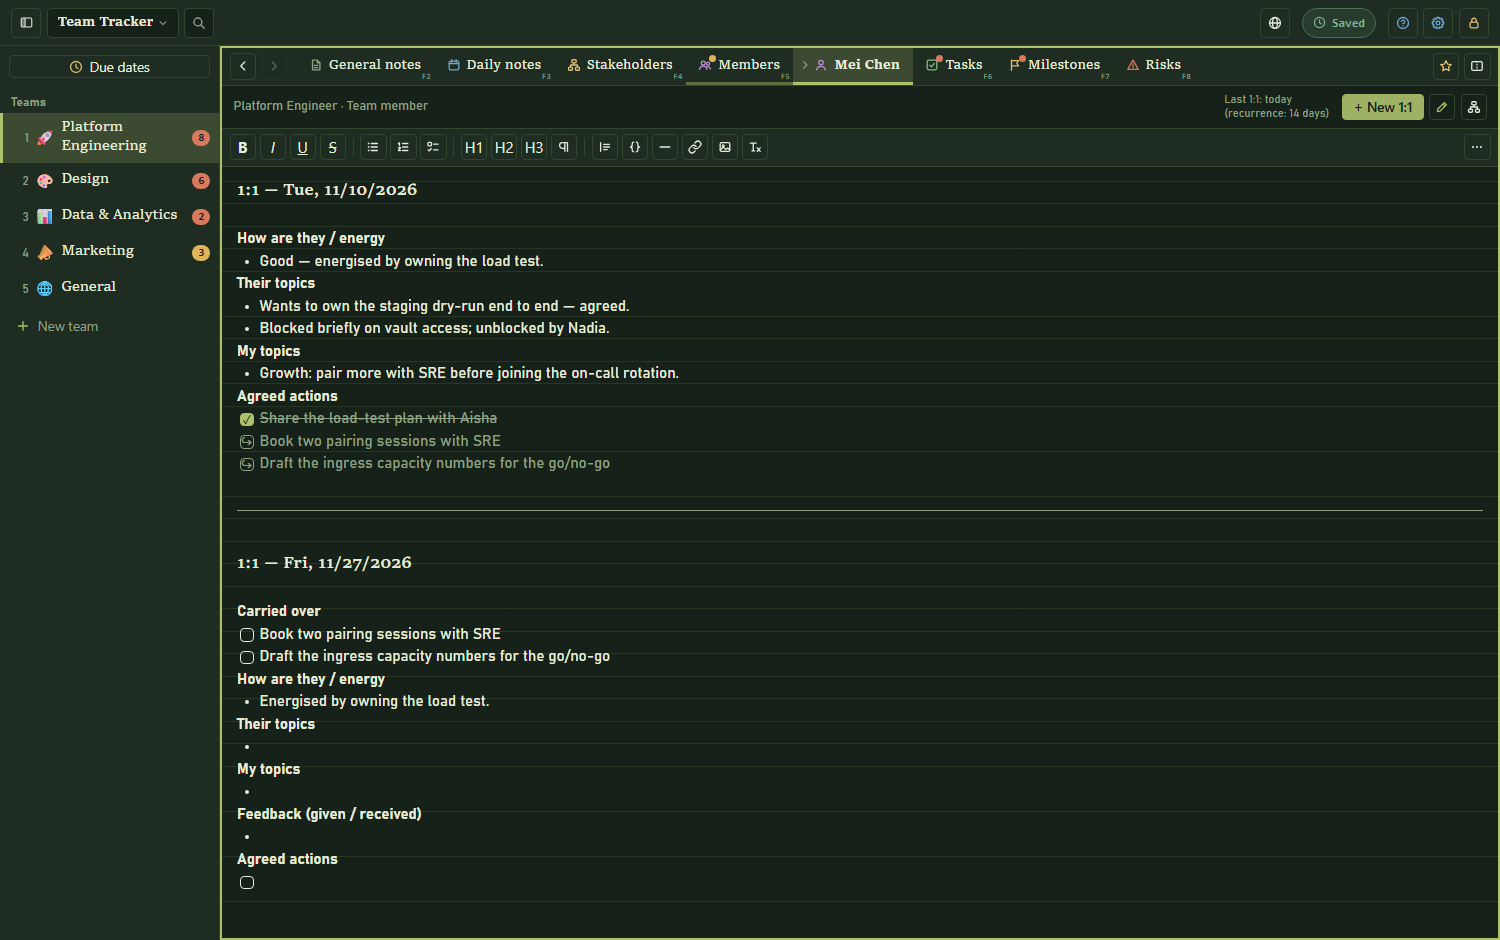 Team Tracker
Saved
Due dates
Teams
1 Platform Engineering 8
2 Design 6
3 Data & Analytics 2
4 Marketing 3
5 General
+ New team
General notes F2
Daily notes F3
Stakeholders F4
Members F5
Mei Chen
Tasks F6
Milestones F7
Risks F8
Platform Engineer · Team member
Last 1:1: today
(recurrence: 14 days)
+ New 1:1
B I U S H1 H2 H3 ¶ {} Tx
1:1 — Tue, 11/10/2026
How are they / energy
• Good — energised by owning the load test.
Their topics
• Wants to own the staging dry-run end to end — agreed.
• Blocked briefly on vault access; unblocked by Nadia.
My topics
• Growth: pair more with SRE before joining the on-call rotation.
Agreed actions
Share the load-test plan with Aisha
Book two pairing sessions with SRE
Draft the ingress capacity numbers for the go/no-go
1:1 — Fri, 11/27/2026
Carried over
Book two pairing sessions with SRE
Draft the ingress capacity numbers for the go/no-go
How are they / energy
• Energised by owning the load test.
Their topics
•
My topics
•
Feedback (given / received)
•
Agreed actions